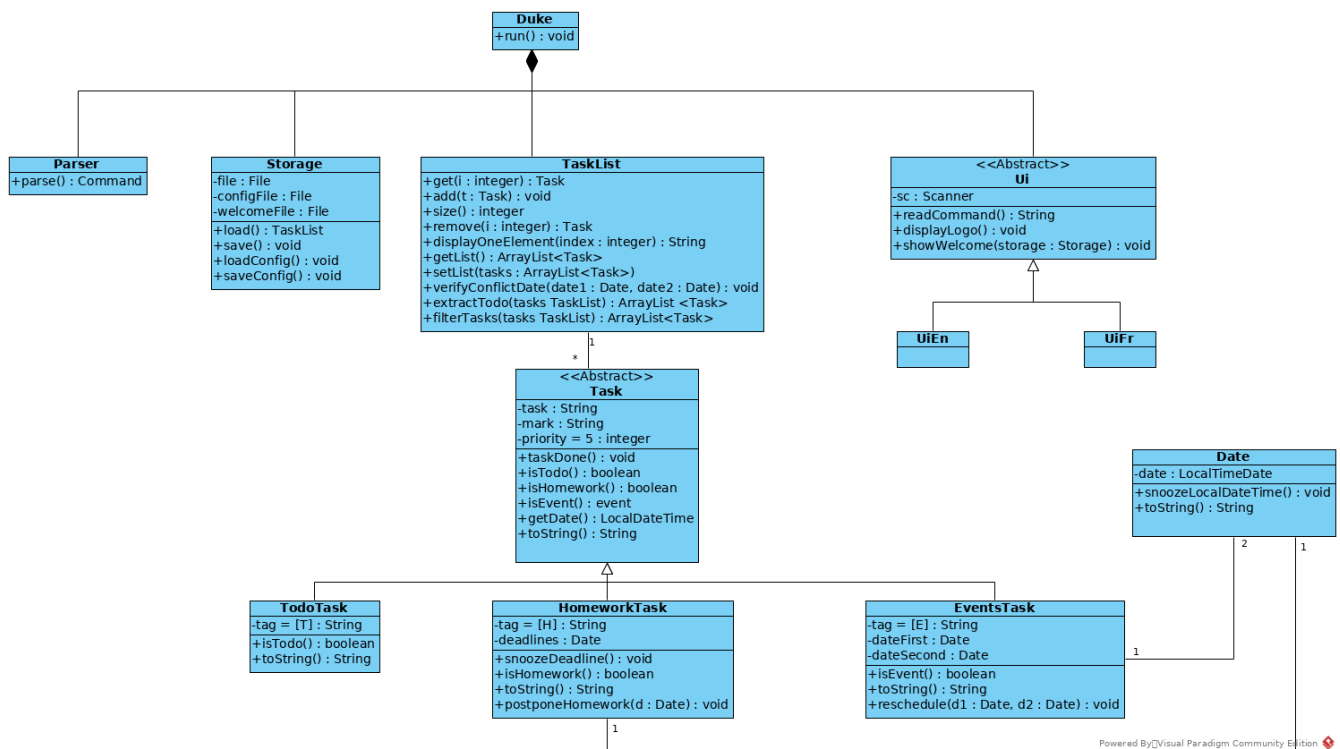 Duke
+run() : void
Parser
+parse() : Command
Storage
-file : File
-configFile : File
-welcomeFile : File
+load() : TaskList
+save() : void
+loadConfig() : void
+saveConfig() : void
TaskList
+get(i : integer) : Task
+add(t : Task) : void
+size() : integer
+remove(i : integer) : Task
+displayOneElement(index : integer) : String
+getList() : ArrayList<Task>
+setList(tasks : ArrayList<Task>)
+verifyConflictDate(date1 : Date, date2 : Date) : void
+extractTodo(tasks TaskList) : ArrayList <Task>
+filterTasks(tasks TaskList) : ArrayList<Task>
<<Abstract>>
Ui
-sc : Scanner
+readCommand() : String
+displayLogo() : void
+showWelcome(storage : Storage) : void
UiEn
UiFr
1
*
<<Abstract>>
Task
-task : String
-mark : String
-priority = 5 : integer
+taskDone() : void
+isTodo() : boolean
+isHomework() : boolean
+isEvent() : event
+getDate() : LocalDateTime
+toString() : String
Date
-date : LocalTimeDate
+snoozeLocalDateTime() : void
+toString() : String
2
1
TodoTask
-tag = [T] : String
+isTodo() : boolean
+toString() : String
HomeworkTask
-tag = [H] : String
-deadlines : Date
+snoozeDeadline() : void
+isHomework() : boolean
+toString() : String
+postponeHomework(d : Date) : void
1
EventsTask
-tag = [E] : String
-dateFirst : Date
-dateSecond : Date
+isEvent() : boolean
+toString() : String
+reschedule(d1 : Date, d2 : Date) : void
1
Powered By Visual Paradigm Community Edition